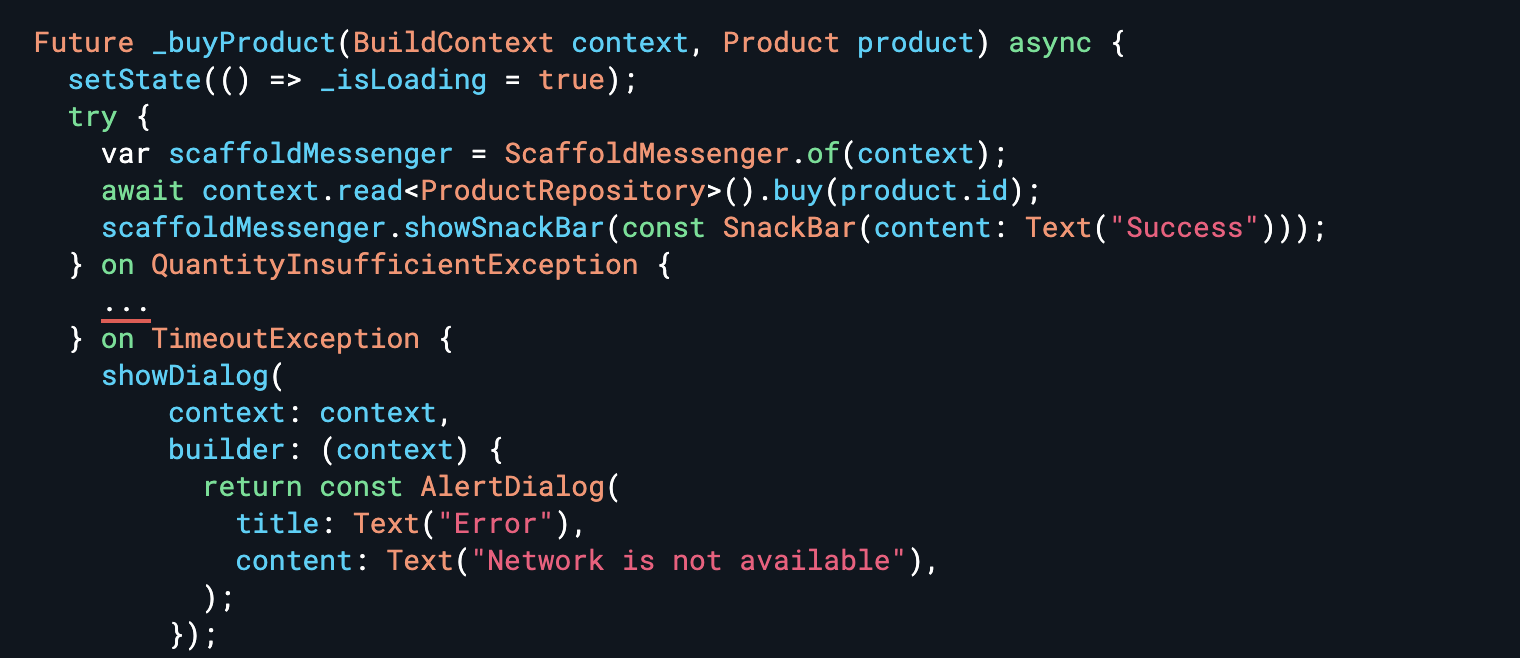 Future _buyProduct(BuildContext context, Product product) async {
  setState(() => _isLoading = true);
  try {
    var scaffoldMessenger = ScaffoldMessenger.of(context);
    await context.read<ProductRepository>().buy(product.id);
    scaffoldMessenger.showSnackBar(const SnackBar(content: Text("Success")));
  } on QuantityInsufficientException {
    ...
  } on TimeoutException {
    showDialog(
        context: context,
        builder: (context) {
          return const AlertDialog(
            title: Text("Error"),
            content: Text("Network is not available"),
          );
        });